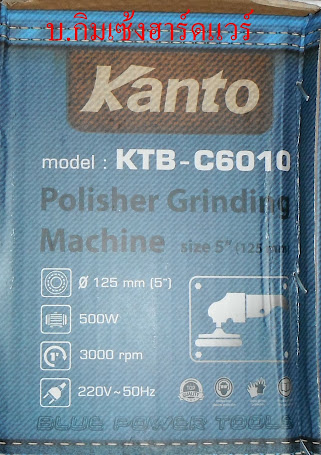 บ.กิมเซ้งฮาร์ดแวร์
Kanto
model : KTB-C6010
Polisher Grinding
Machine size 5" (125 mm)
Ø 125 mm (5")
500W
3000 rpm
220V~50Hz
BLUE POWER TOOLS